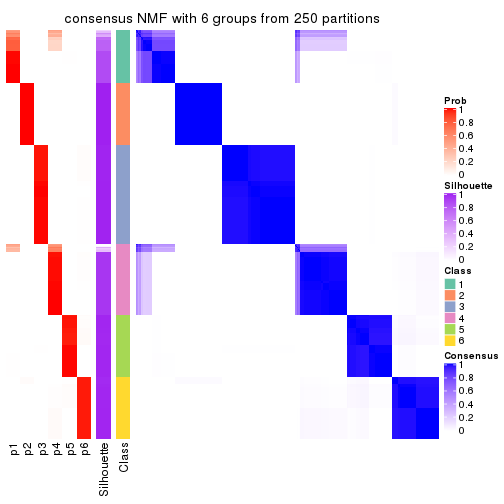 consensus NMF with 6 groups from 250 partitions
Prob
1
0.8
0.6
0.4
0.2
0
Silhouette
1
0.8
0.6
0.4
0.2
0
Class
1
2
3
4
5
6
Consensus
1
0.8
0.6
0.4
0.2
0
p1
p2
p3
p4
p5
p6
Silhouette
Class